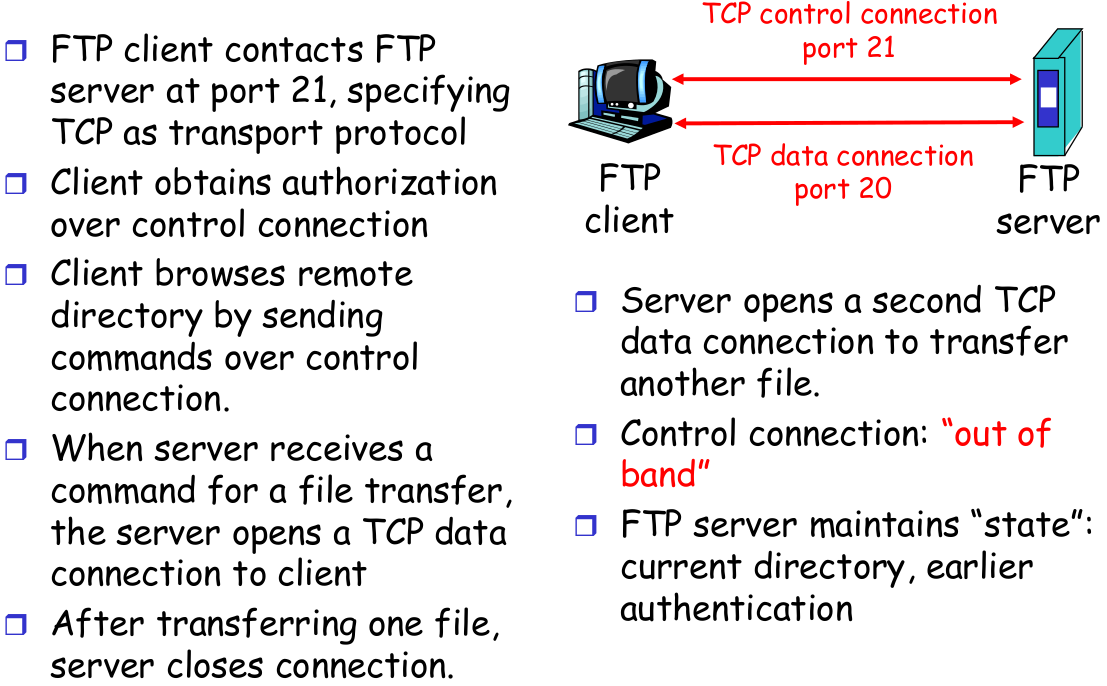 FTP client contacts FTP
server at port 21, specifying
TCP as transport protocol
Client obtains authorization
over control connection
Client browses remote
directory by sending
commands over control
connection.
When server receives a
command for a file transfer,
the server opens a TCP data
connection to client
After transferring one file,
server closes connection.
TCP control connection
port 21
TCP data connection
port 20
FTP
client
FTP
server
Server opens a second TCP
data connection to transfer
another file.
Control connection: “out of
band”
FTP server maintains “state”:
current directory, earlier
authentication